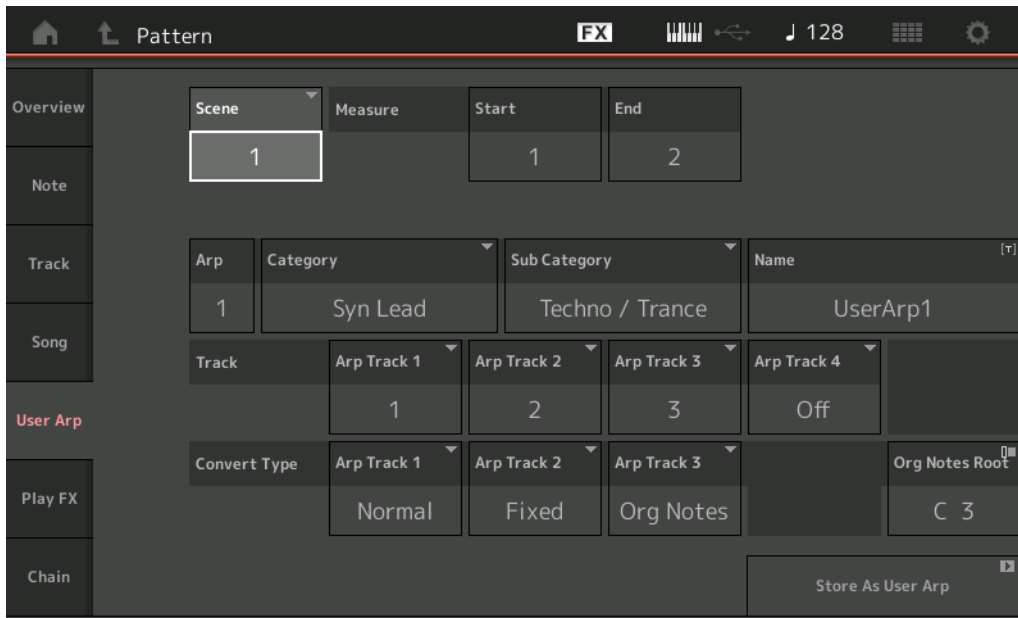 Pattern
FX
128
Overview
Note
Track
Song
User Arp
Play FX
Chain
Scene
Measure
Start
End
1
1
2
Arp
Category
Sub Category
Name
[T]
1
Syn Lead
Techno / Trance
UserArp1
Track
Arp Track 1
Arp Track 2
Arp Track 3
Arp Track 4
1
2
3
Off
Convert Type
Arp Track 1
Arp Track 2
Arp Track 3
Org Notes Root
Normal
Fixed
Org Notes
C 3
Store As User Arp